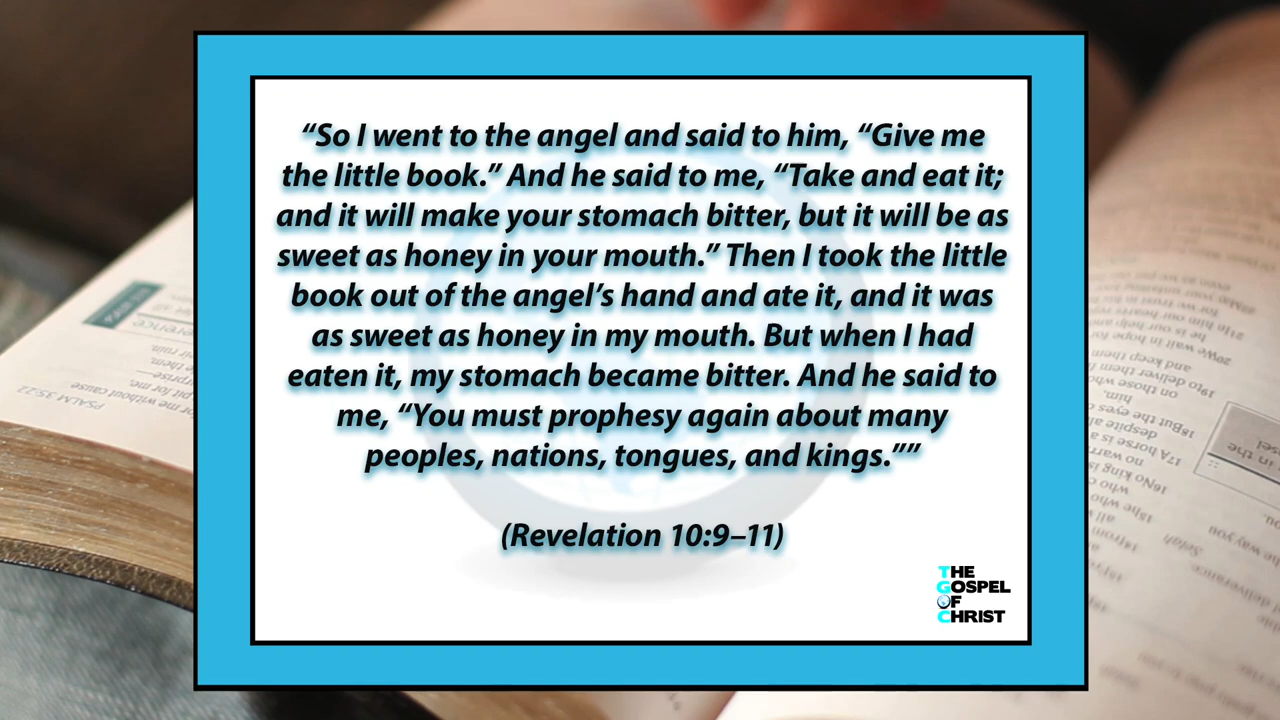 “So I went to the angel and said to him, “Give me
the little book.” And he said to me, “Take and eat it;
and it will make your stomach bitter, but it will be as
sweet as honey in your mouth.” Then I took the little
book out of the angel’s hand and ate it, and it was
as sweet as honey in my mouth. But when I had
eaten it, my stomach became bitter. And he said to
me, “You must prophesy again about many
peoples, nations, tongues, and kings.””
(Revelation 10:9–11)
THE
GOSPEL
OF
CHRIST
PSALM 35:22